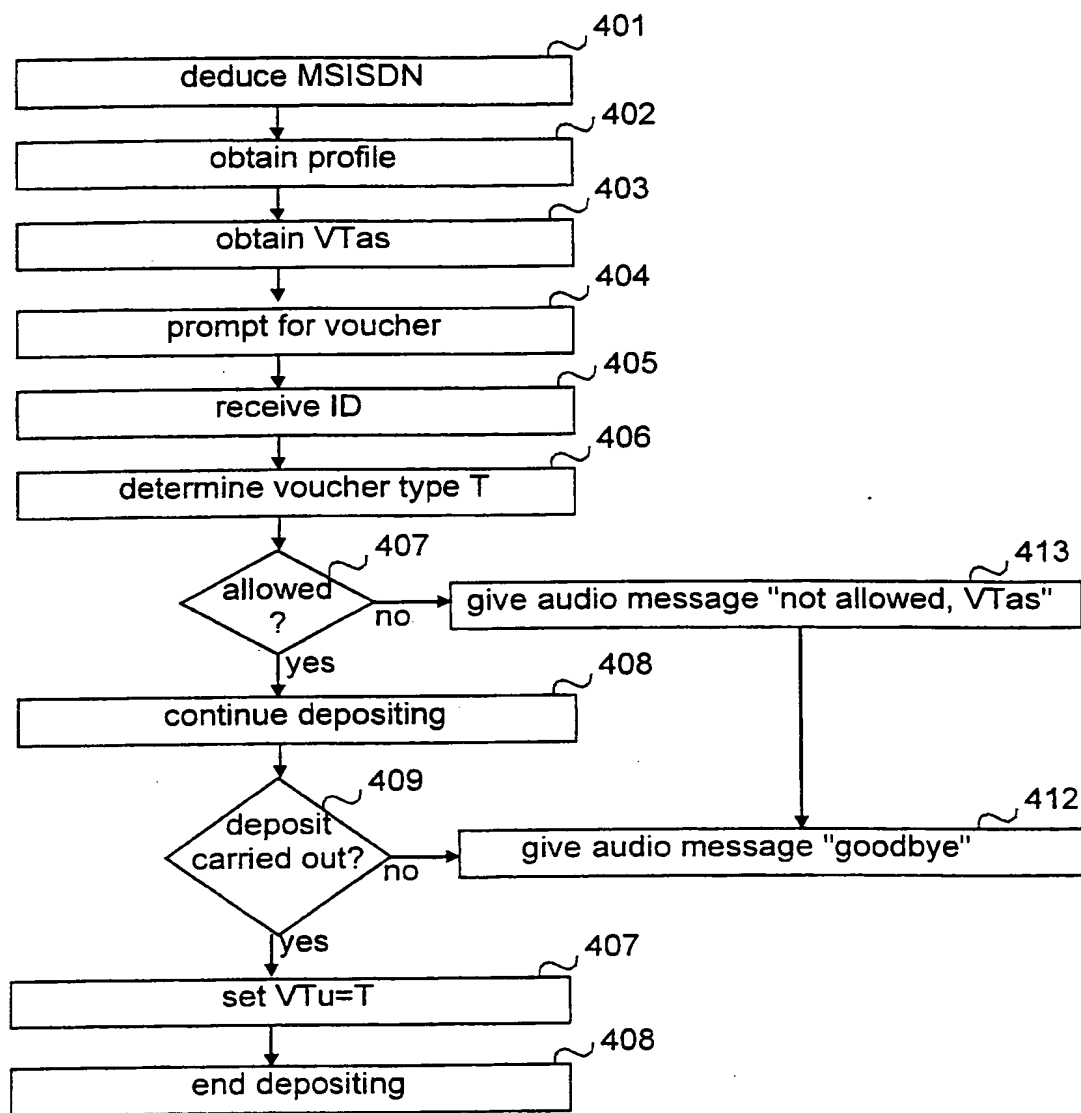 401
deduce MSISDN
402
obtain profile
403
obtain VTas
404
prompt for voucher
405
receive ID
406
determine voucher type T
407
allowed
?
no
yes
413
give audio message "not allowed, VTas"
408
continue depositing
409
deposit
carried out?
no
yes
412
give audio message "goodbye"
407
set VTu=T
408
end depositing